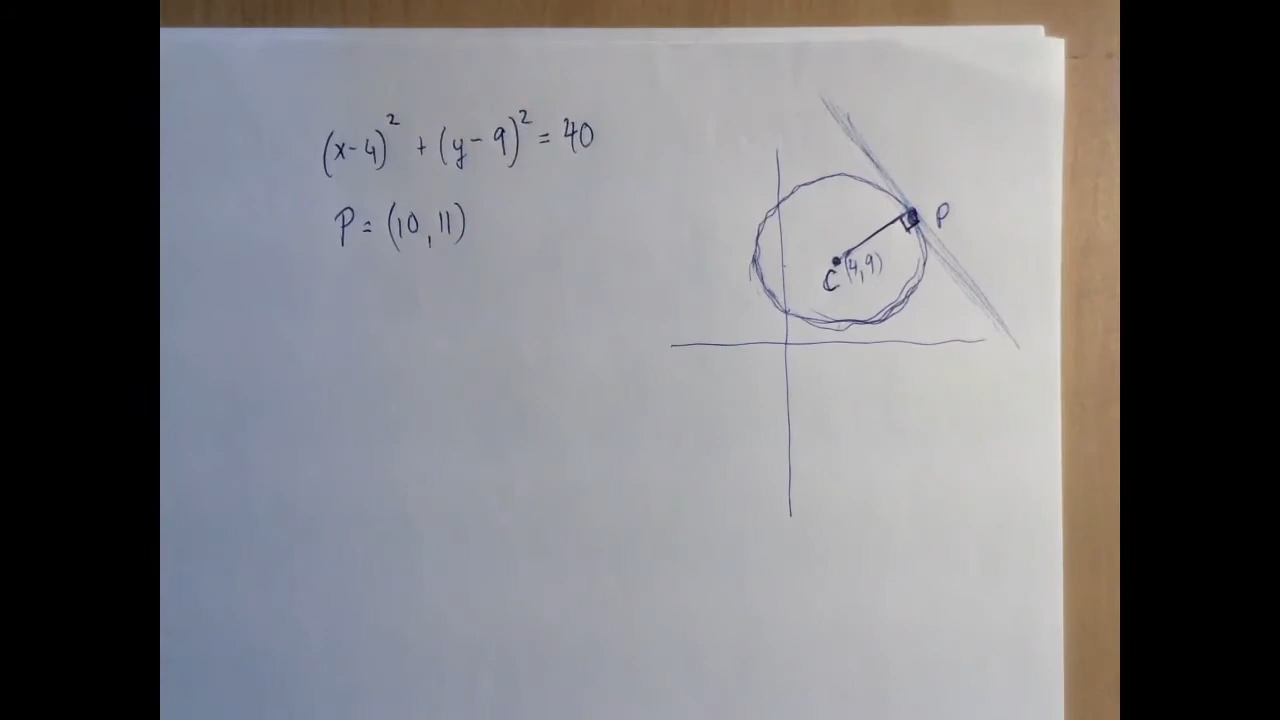 (x-4)² + (y-9)² = 40
P = (10, 11)
P
C (4,9)